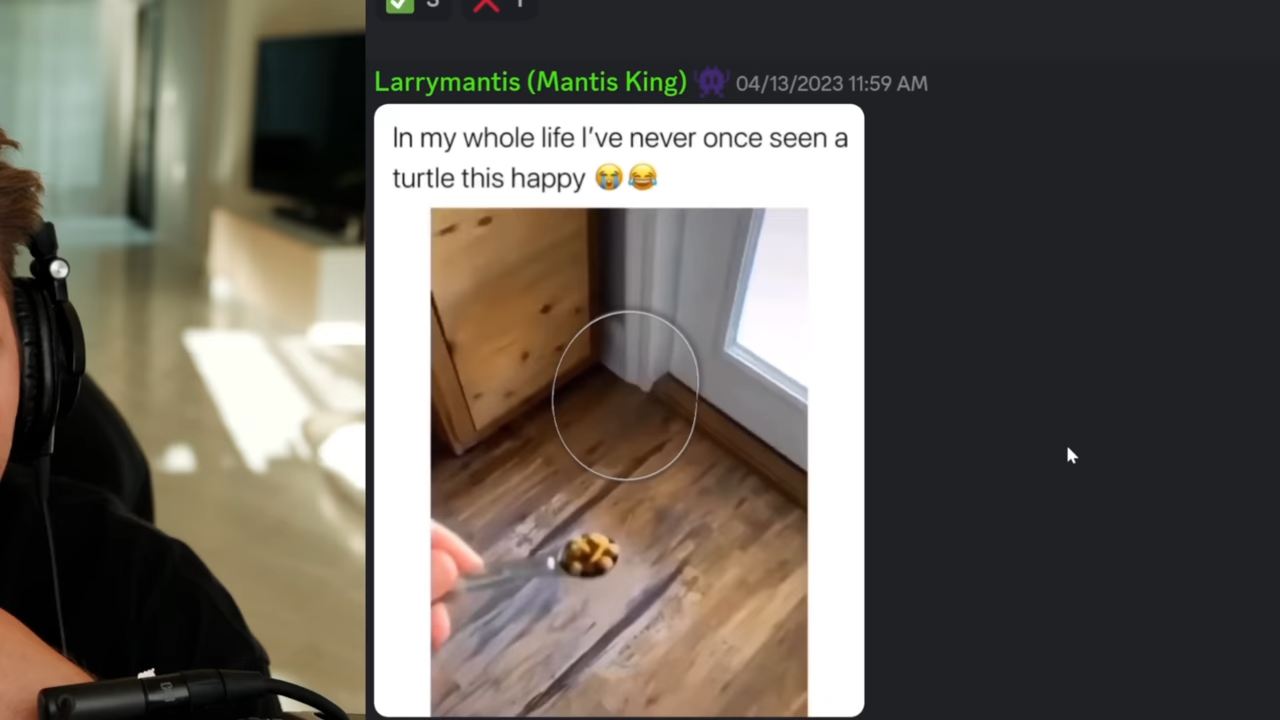 Larrymantis (Mantis King) 04/13/2023 11:59 AM
In my whole life I've never once seen a
turtle this happy 😭😂